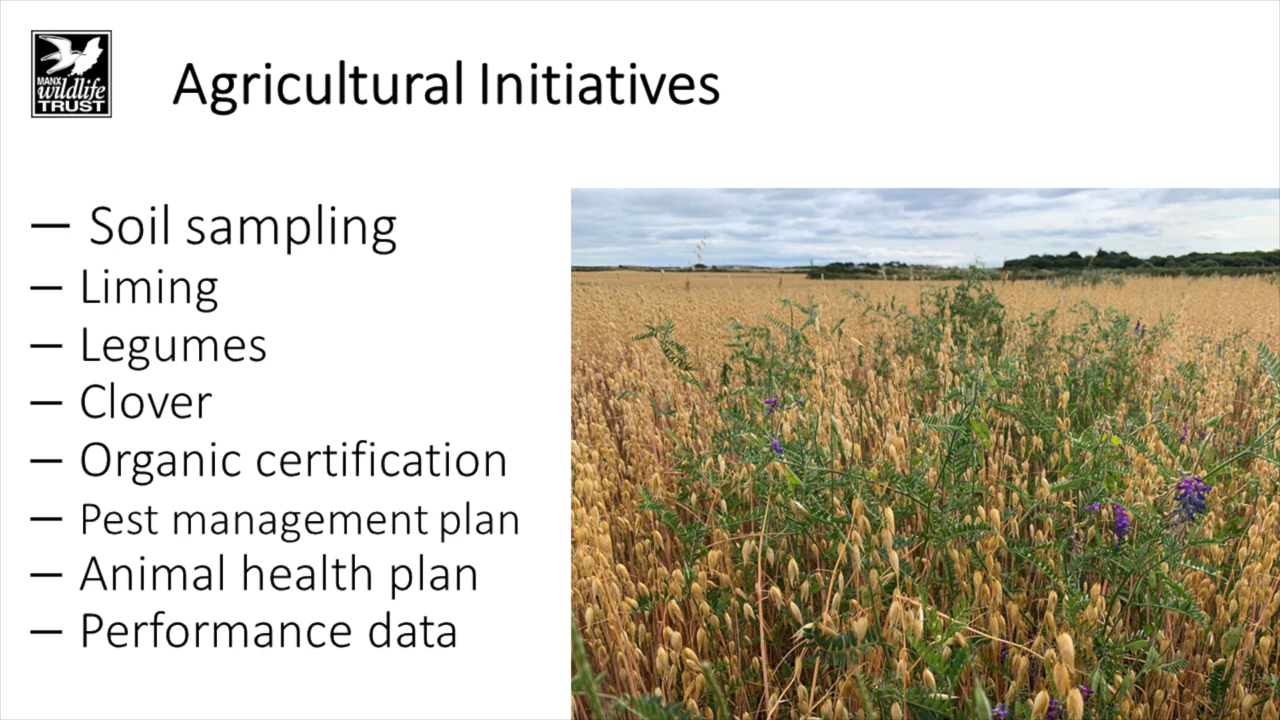 MANX
wildlife
TRUST
Agricultural Initiatives
— Soil sampling
— Liming
— Legumes
— Clover
— Organic certification
— Pest management plan
— Animal health plan
— Performance data